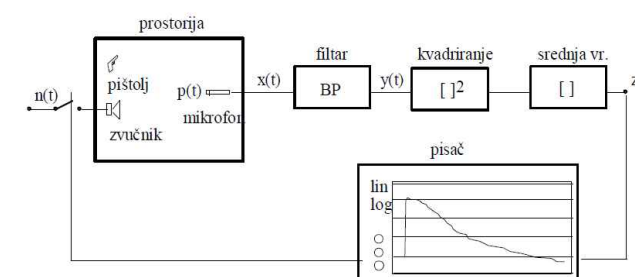 prostorija
pištolj
n(t)
zvučnik
p(t)
mikrofon
x(t)
filtar
BP
y(t)
kvadriranje
[ ]2
srednja vr.
[ ]
z
pisač
lin
log